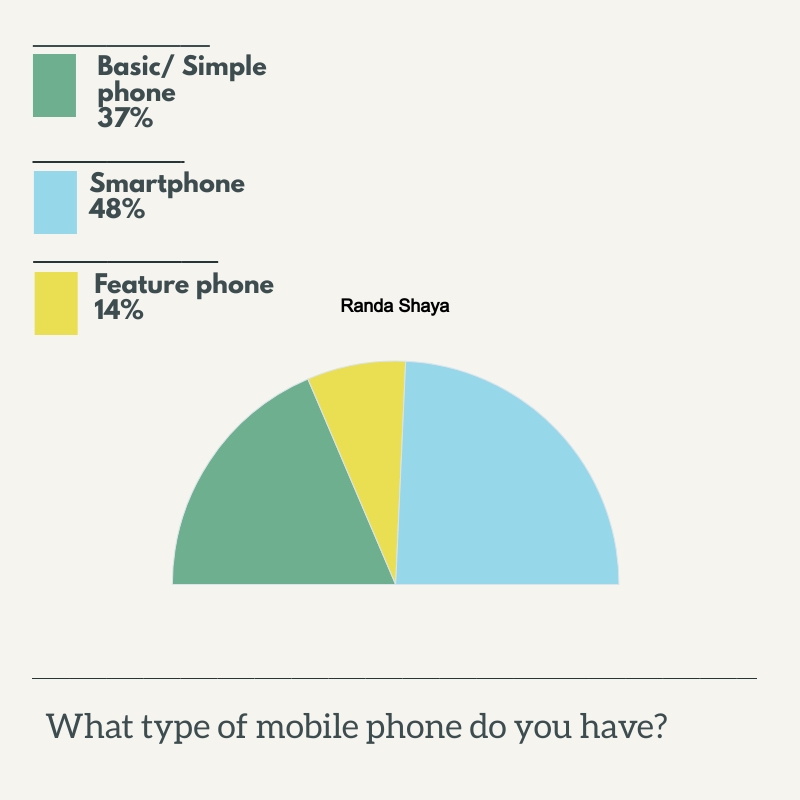 Basic/ Simple
phone
37%
Smartphone
48%
Feature phone
14%
Randa Shaya
What type of mobile phone do you have?